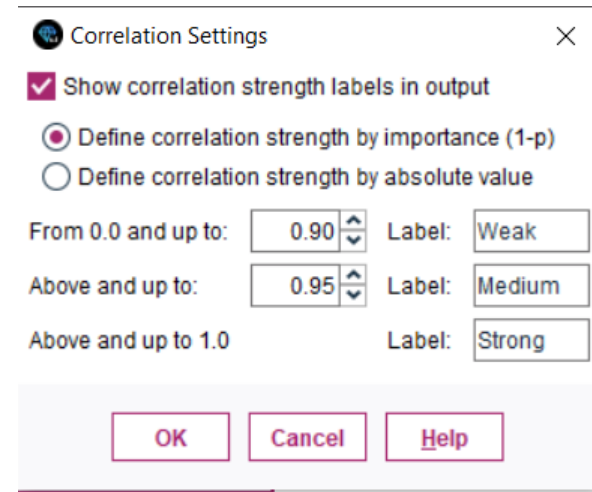 Correlation Settings
Show correlation strength labels in output
Define correlation strength by importance (1-p)
Define correlation strength by absolute value
From 0.0 and up to: 0.90 Label: Weak
Above and up to: 0.95 Label: Medium
Above and up to 1.0 Label: Strong
OK Cancel Help